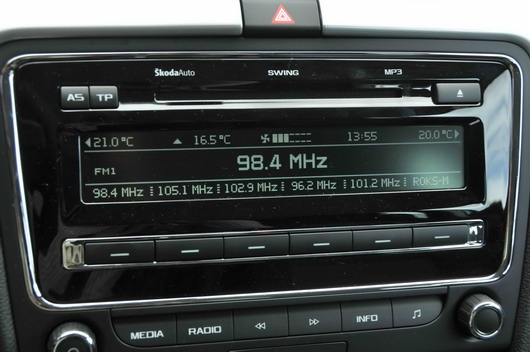 ŠkodaAuto SWING MP3
AS TP
21.0°C 16.5°C 13:55 20.0°C
98.4 MHz
FM1
98.4 MHz 105.1 MHz 102.9 MHz 96.2 MHz 101.2 MHz ROKS-M
MEDIA RADIO INFO